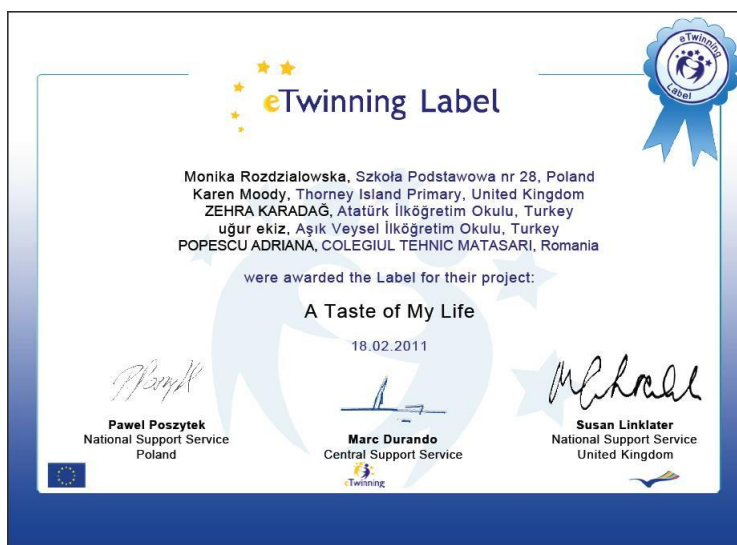 eTwinning
Label
eTwinning Label
Monika Rozdzialowska, Szkoła Podstawowa nr 28, Poland
Karen Moody, Thorney Island Primary, United Kingdom
ZEHRA KARADAĞ, Atatürk İlköğretim Okulu, Turkey
uğur ekiz, Aşık Veysel İlköğretim Okulu, Turkey
POPESCU ADRIANA, COLEGIUL TEHNIC MATASARI, Romania
were awarded the Label for their project:
A Taste of My Life
18.02.2011
Pawel Poszytek
National Support Service
Poland
Marc Durando
Central Support Service
eTwinning
Susan Linklater
National Support Service
United Kingdom